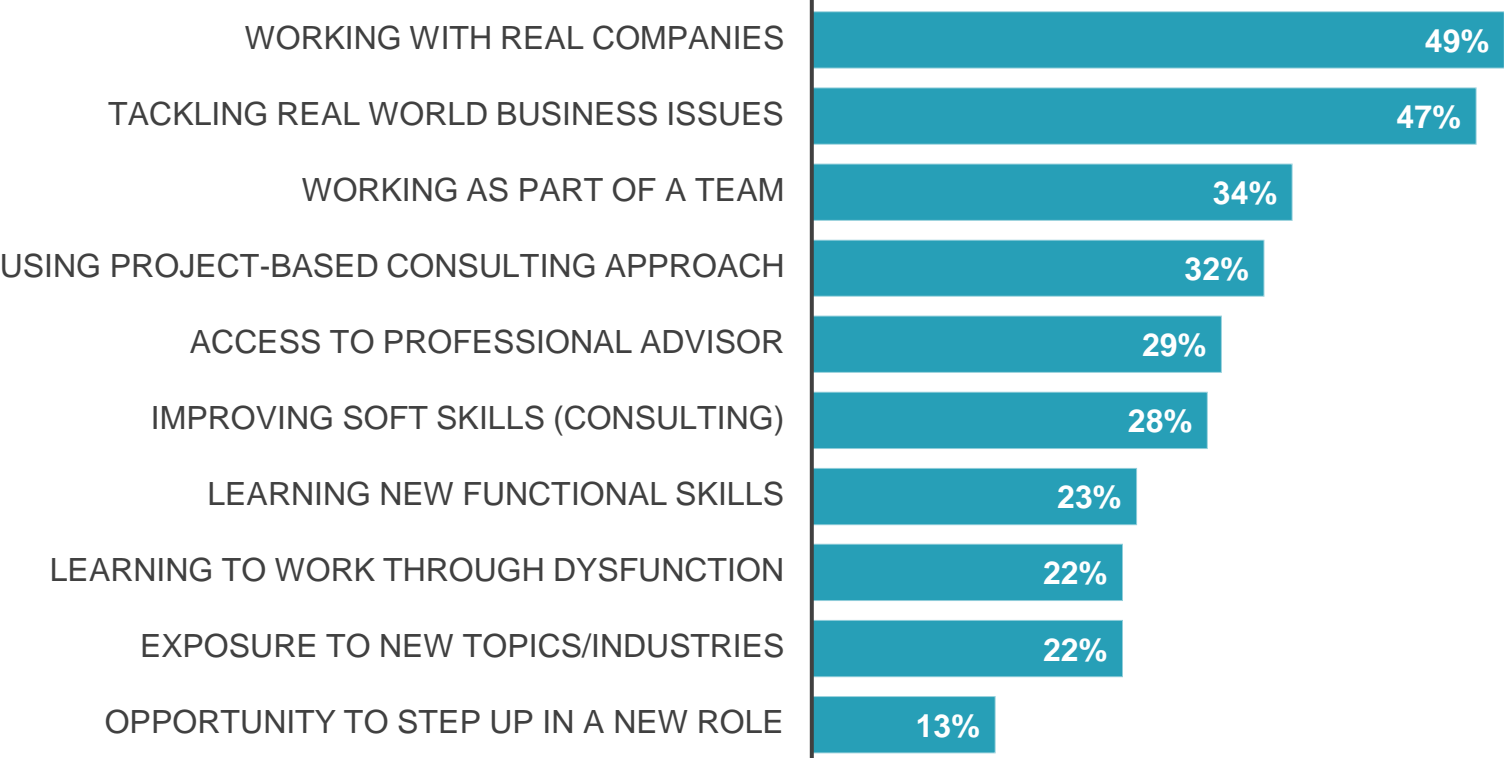 WORKING WITH REAL COMPANIES 49%
TACKLING REAL WORLD BUSINESS ISSUES 47%
WORKING AS PART OF A TEAM 34%
USING PROJECT-BASED CONSULTING APPROACH 32%
ACCESS TO PROFESSIONAL ADVISOR 29%
IMPROVING SOFT SKILLS (CONSULTING) 28%
LEARNING NEW FUNCTIONAL SKILLS 23%
LEARNING TO WORK THROUGH DYSFUNCTION 22%
EXPOSURE TO NEW TOPICS/INDUSTRIES 22%
OPPORTUNITY TO STEP UP IN A NEW ROLE 13%